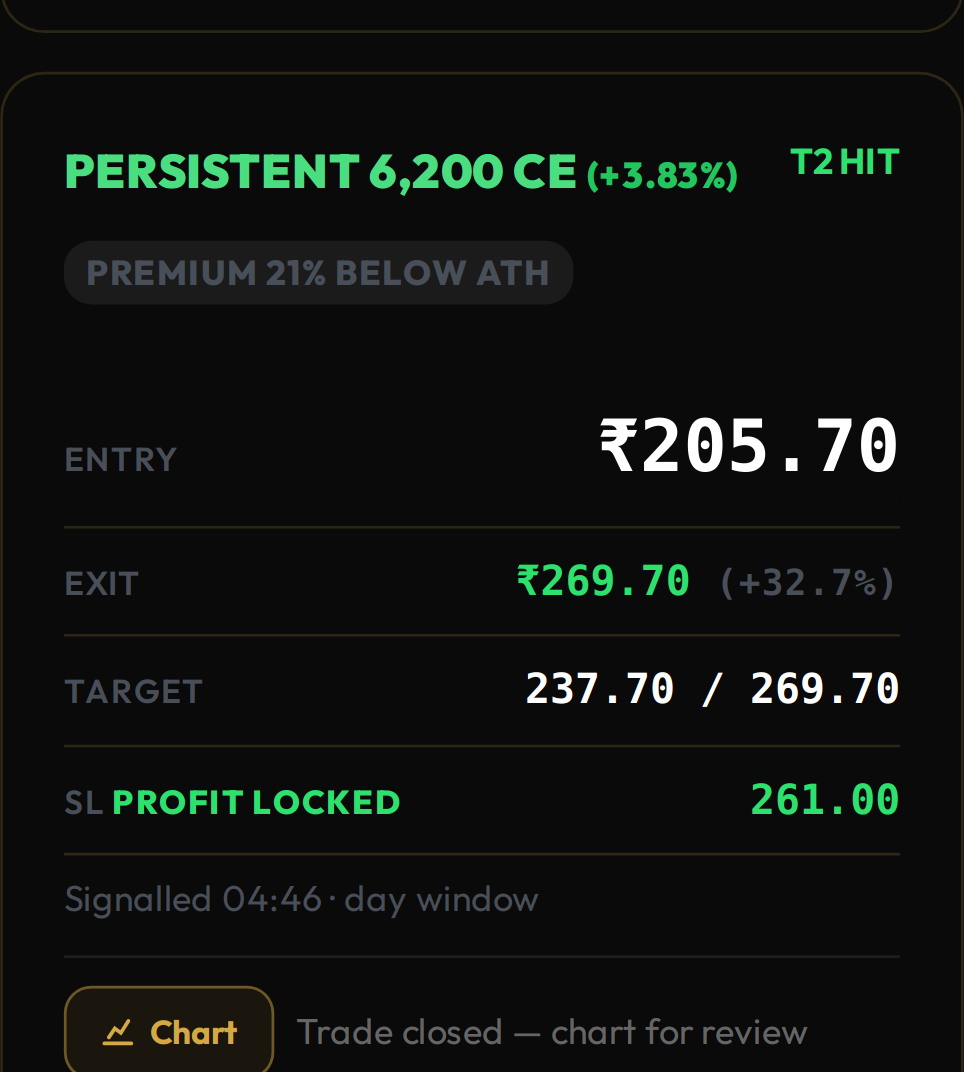 PERSISTENT 6,200 CE (+3.83%) T2 HIT
PREMIUM 21% BELOW ATH
ENTRY ₹205.70
EXIT ₹269.70 (+32.7%)
TARGET 237.70 / 269.70
SL PROFIT LOCKED 261.00
Signalled 04:46 · day window
Chart Trade closed — chart for review